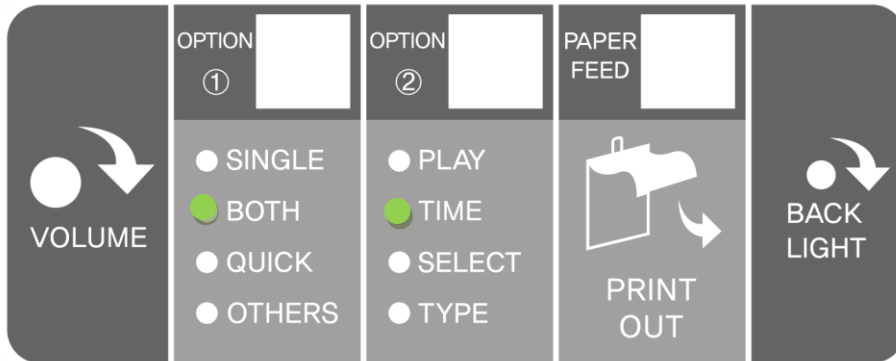 VOLUME
OPTION
①
SINGLE
BOTH
QUICK
OTHERS
OPTION
②
PLAY
TIME
SELECT
TYPE
PAPER
FEED
PRINT
OUT
BACK
LIGHT